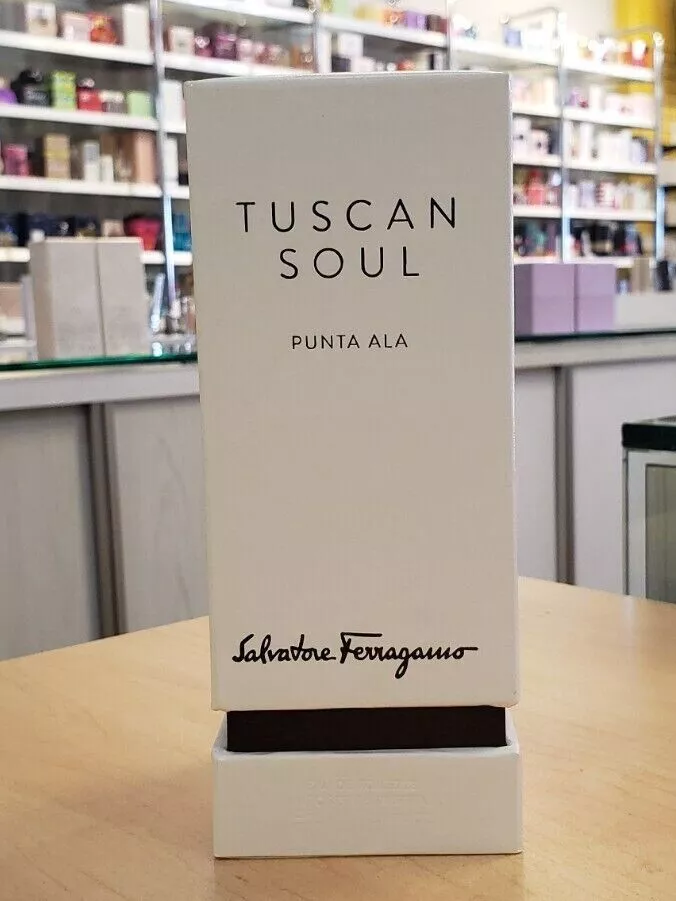 TUSCAN
SOUL
PUNTA ALA
Salvatore Ferragamo